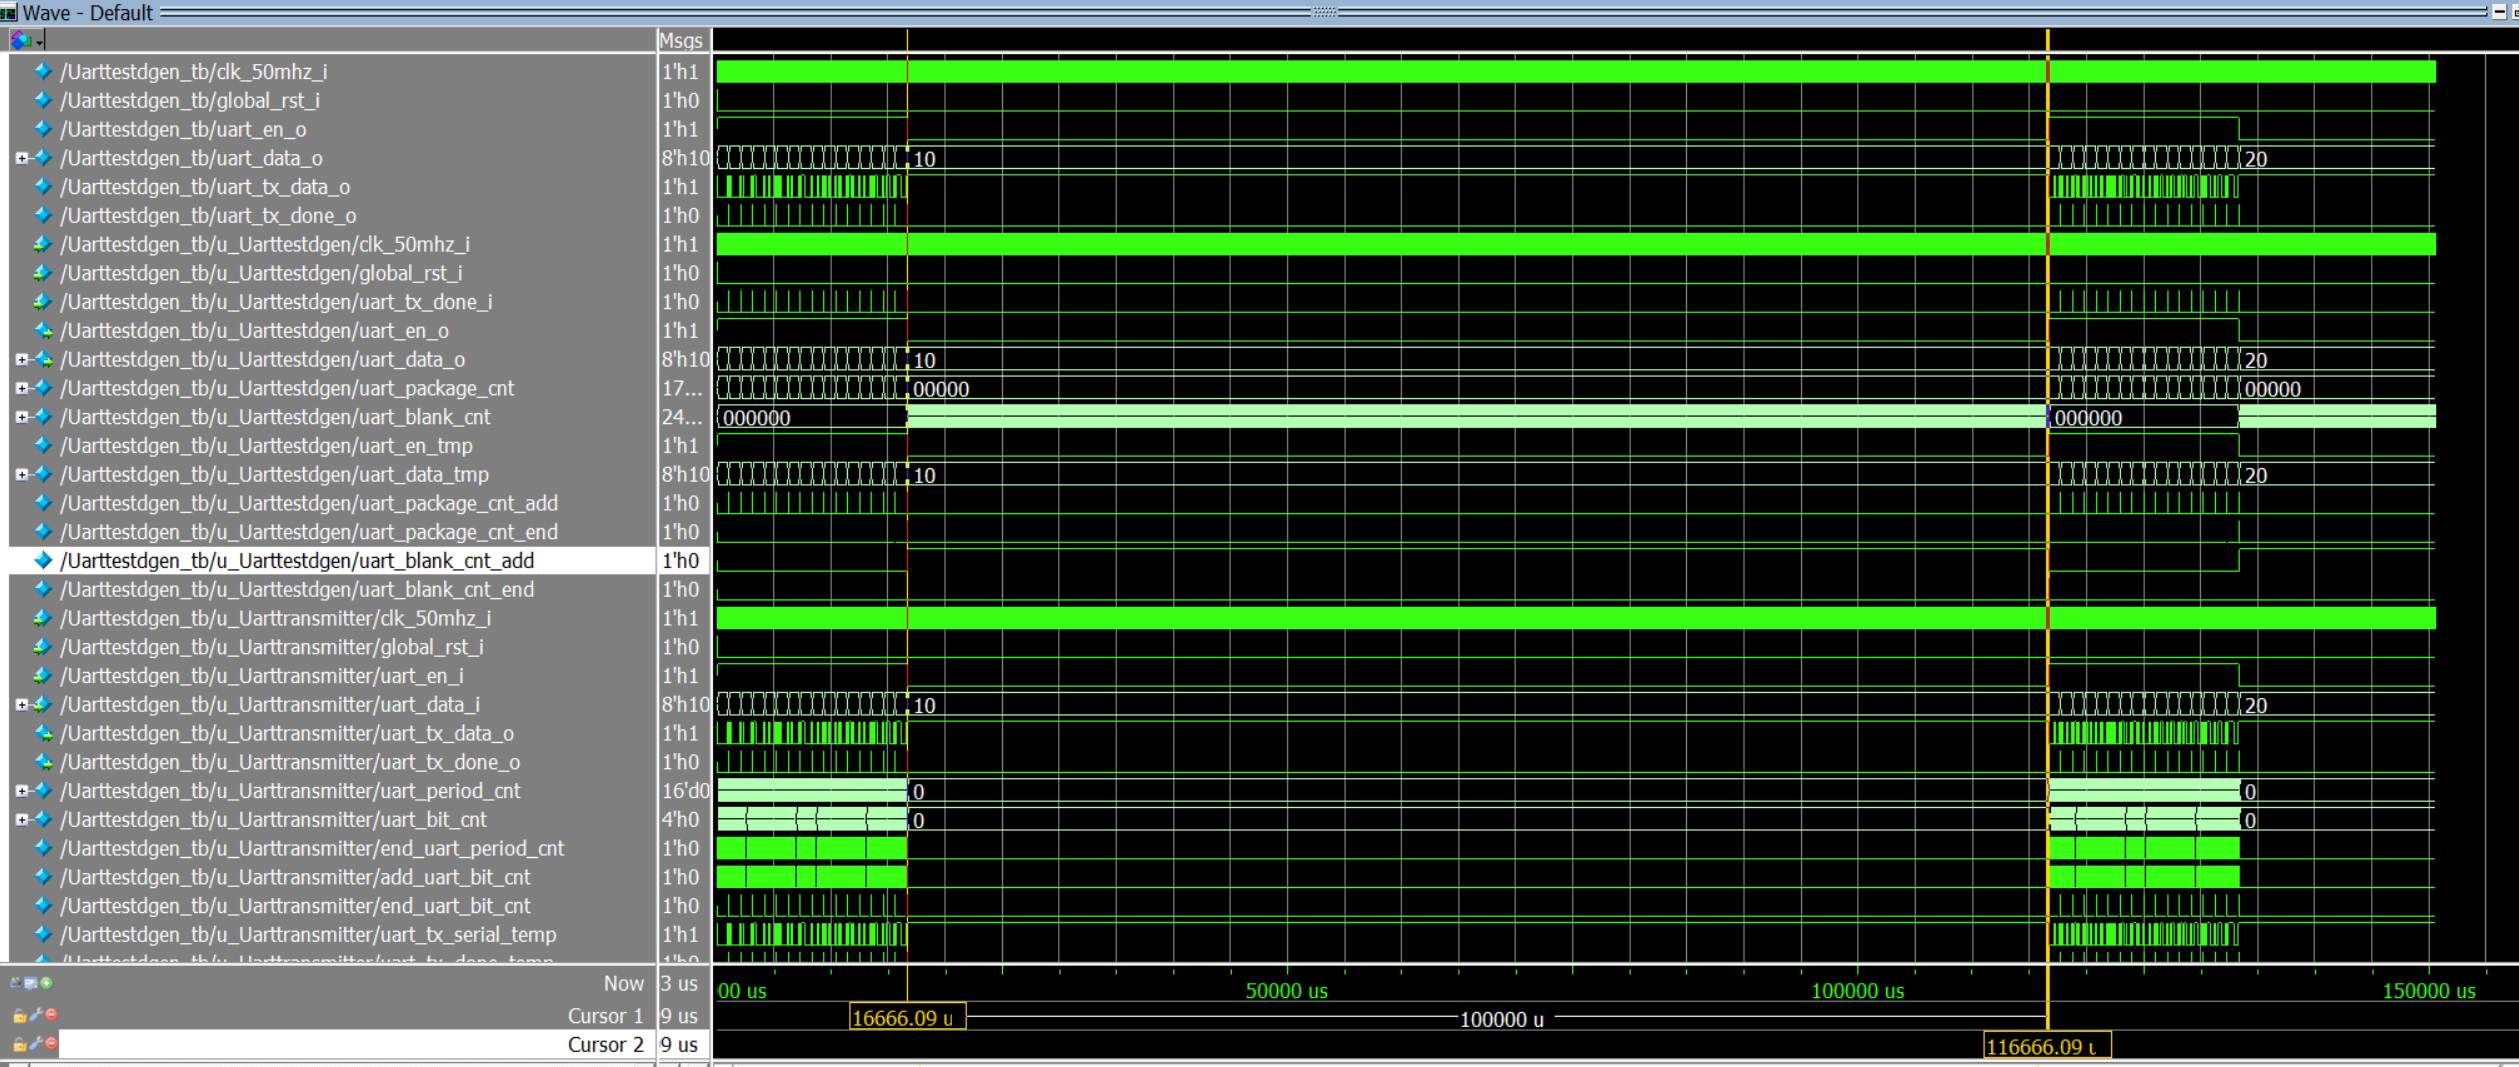 Wave - Default
Msgs
/Uarttestdgen_tb/clk_50mhz_i 1'h1
/Uarttestdgen_tb/global_rst_i 1'h0
/Uarttestdgen_tb/uart_en_o 1'h1
/Uarttestdgen_tb/uart_data_o 8'h10 10 20
/Uarttestdgen_tb/uart_tx_data_o 1'h1
/Uarttestdgen_tb/uart_tx_done_o 1'h0
/Uarttestdgen_tb/u_Uarttestdgen/clk_50mhz_i 1'h1
/Uarttestdgen_tb/u_Uarttestdgen/global_rst_i 1'h0
/Uarttestdgen_tb/u_Uarttestdgen/uart_tx_done_i 1'h0
/Uarttestdgen_tb/u_Uarttestdgen/uart_en_o 1'h1
/Uarttestdgen_tb/u_Uarttestdgen/uart_data_o 8'h10 10 20
/Uarttestdgen_tb/u_Uarttestdgen/uart_package_cnt 17... 00000 00000
/Uarttestdgen_tb/u_Uarttestdgen/uart_blank_cnt 24... 000000 000000
/Uarttestdgen_tb/u_Uarttestdgen/uart_en_tmp 1'h1
/Uarttestdgen_tb/u_Uarttestdgen/uart_data_tmp 8'h10 10 20
/Uarttestdgen_tb/u_Uarttestdgen/uart_package_cnt_add 1'h0
/Uarttestdgen_tb/u_Uarttestdgen/uart_package_cnt_end 1'h0
/Uarttestdgen_tb/u_Uarttestdgen/uart_blank_cnt_add 1'h0
/Uarttestdgen_tb/u_Uarttestdgen/uart_blank_cnt_end 1'h0
/Uarttestdgen_tb/u_Uarttransmitter/clk_50mhz_i 1'h1
/Uarttestdgen_tb/u_Uarttransmitter/global_rst_i 1'h0
/Uarttestdgen_tb/u_Uarttransmitter/uart_en_i 1'h1
/Uarttestdgen_tb/u_Uarttransmitter/uart_data_i 8'h10 10 20
/Uarttestdgen_tb/u_Uarttransmitter/uart_tx_data_o 1'h1
/Uarttestdgen_tb/u_Uarttransmitter/uart_tx_done_o 1'h0
/Uarttestdgen_tb/u_Uarttransmitter/uart_period_cnt 16'd0 0 0
/Uarttestdgen_tb/u_Uarttransmitter/uart_bit_cnt 4'h0 0 0
/Uarttestdgen_tb/u_Uarttransmitter/end_uart_period_cnt 1'h0
/Uarttestdgen_tb/u_Uarttransmitter/add_uart_bit_cnt 1'h0
/Uarttestdgen_tb/u_Uarttransmitter/end_uart_bit_cnt 1'h0
/Uarttestdgen_tb/u_Uarttransmitter/uart_tx_serial_temp 1'h1
Now 3 us 00 us 50000 us 100000 us 150000 us
Cursor 1 9 us 16666.09 u 100000 u
Cursor 2 9 us 116666.09